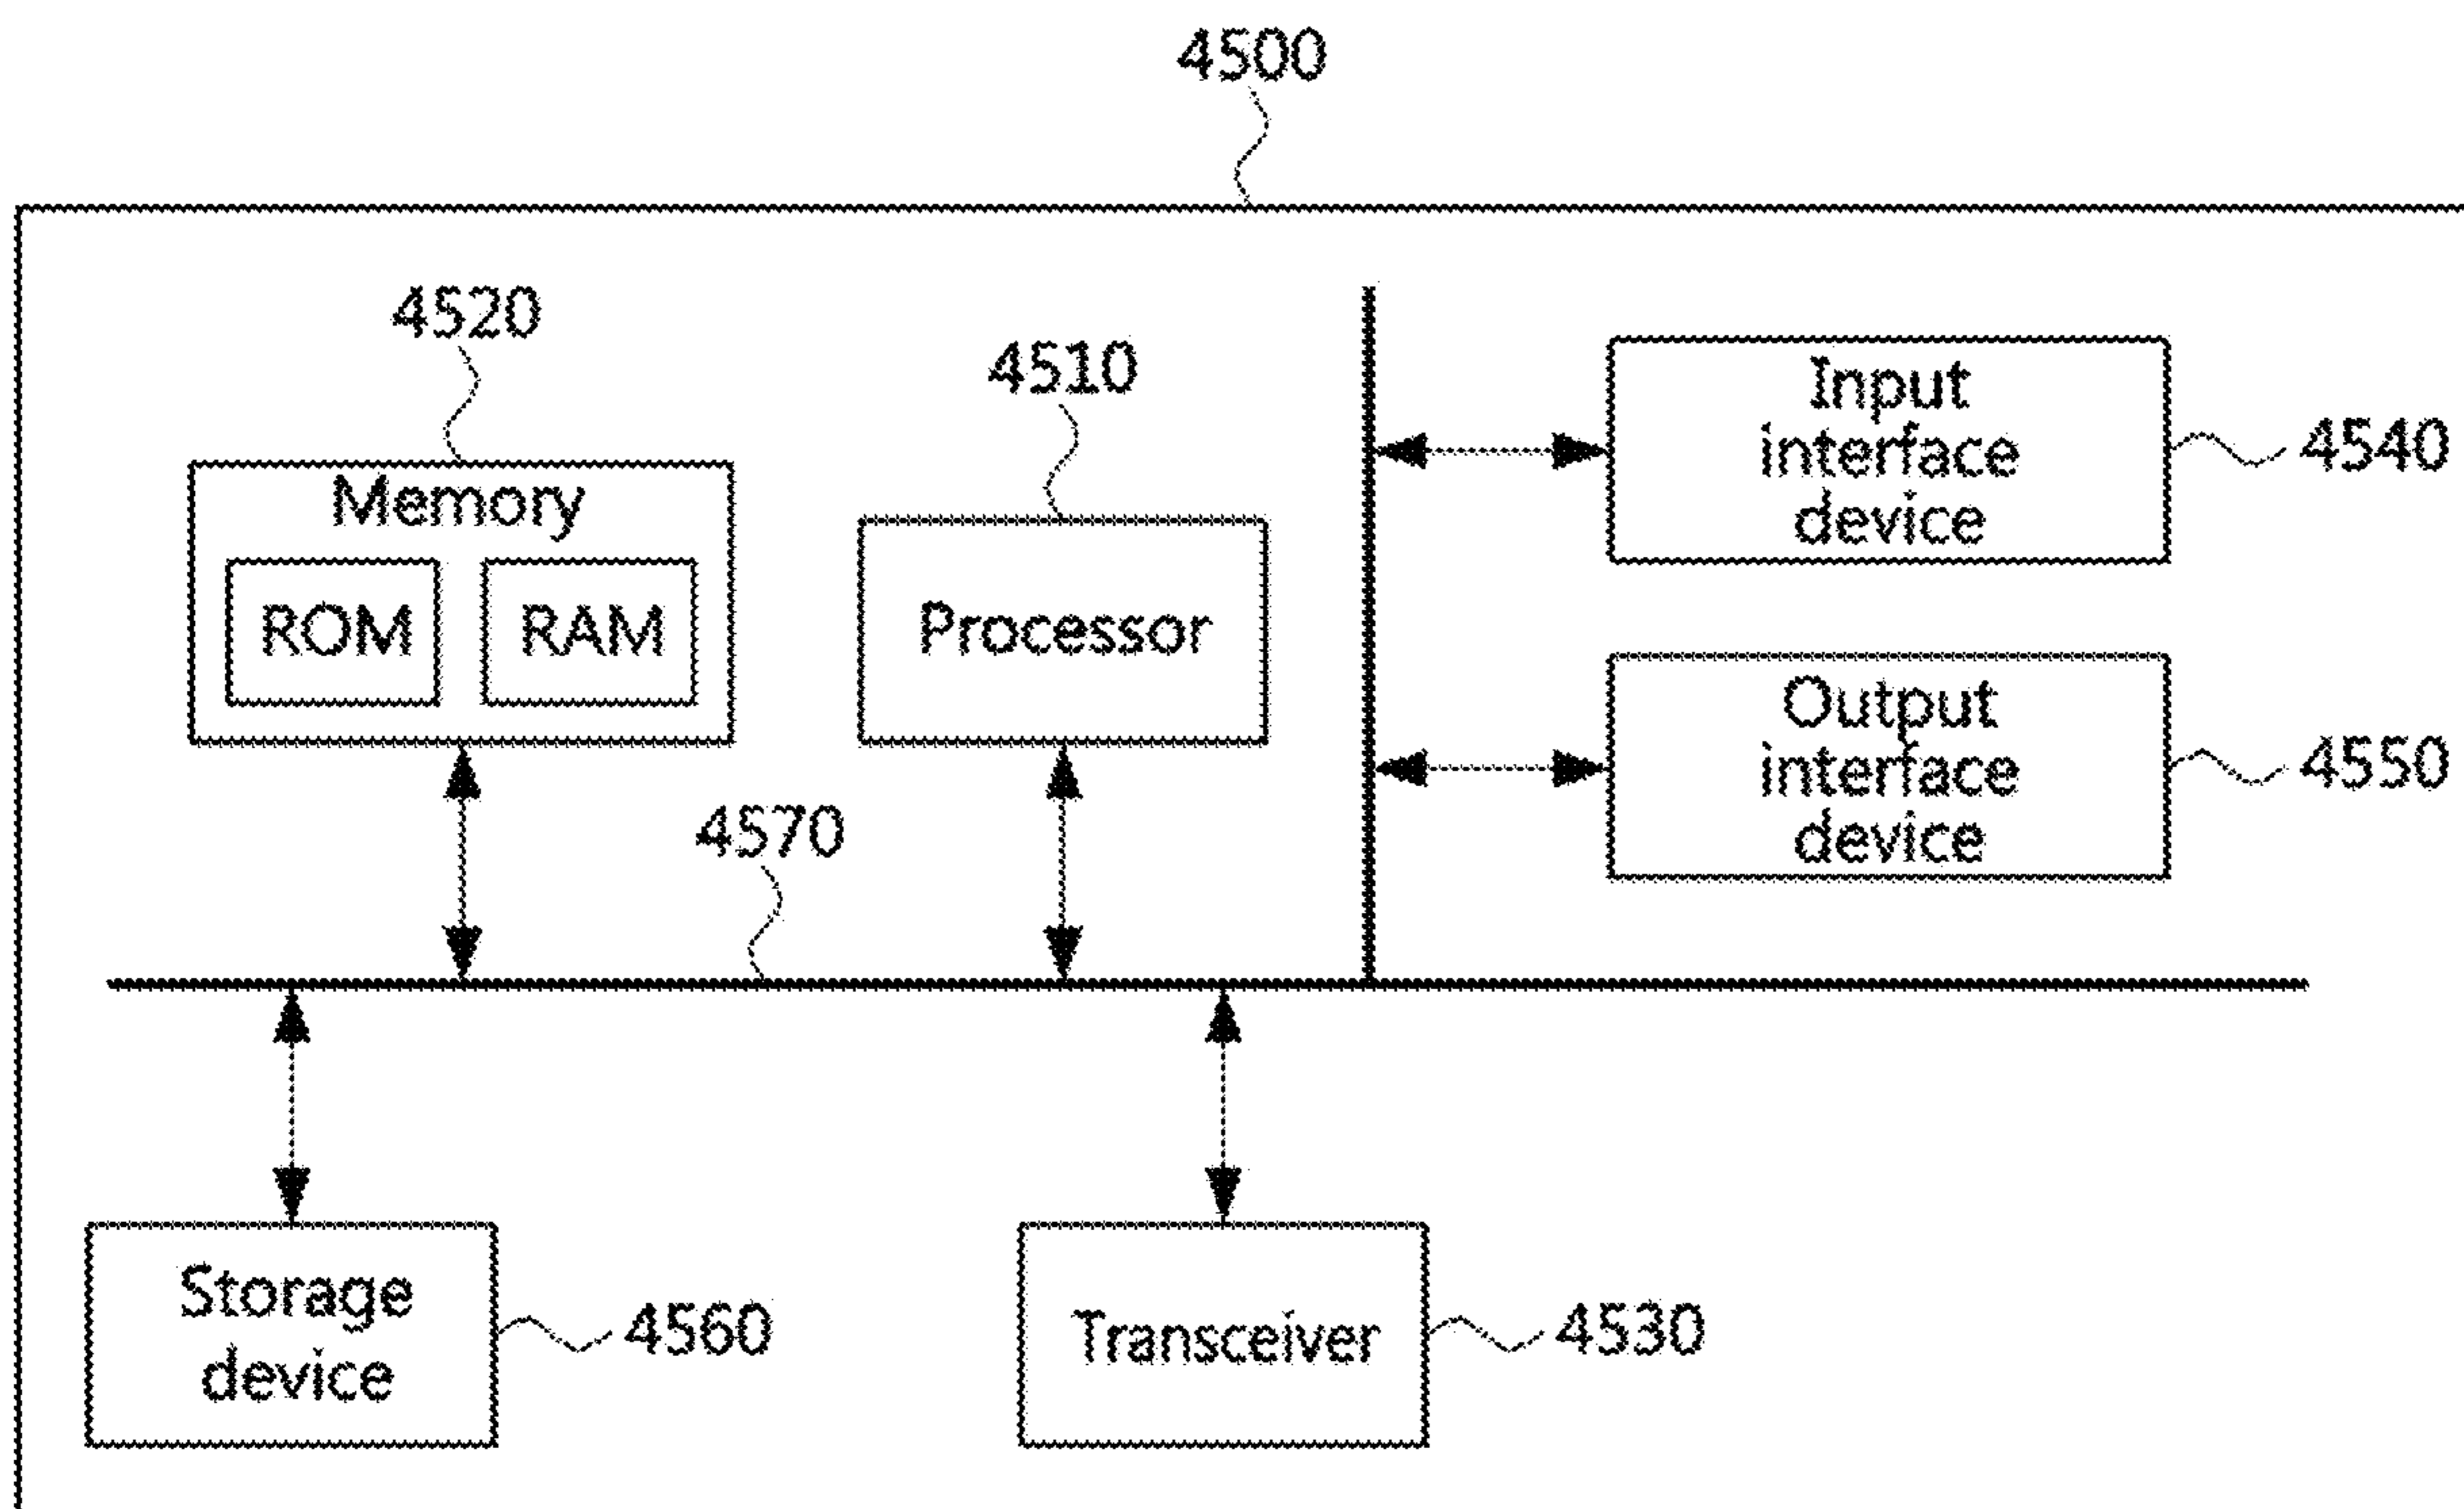 4500
4520
4510
Memory
ROM
RAM
Processor
Input
interface
device
4540
Output
interface
device
4550
4570
Storage
device
4560
Transceiver
4530